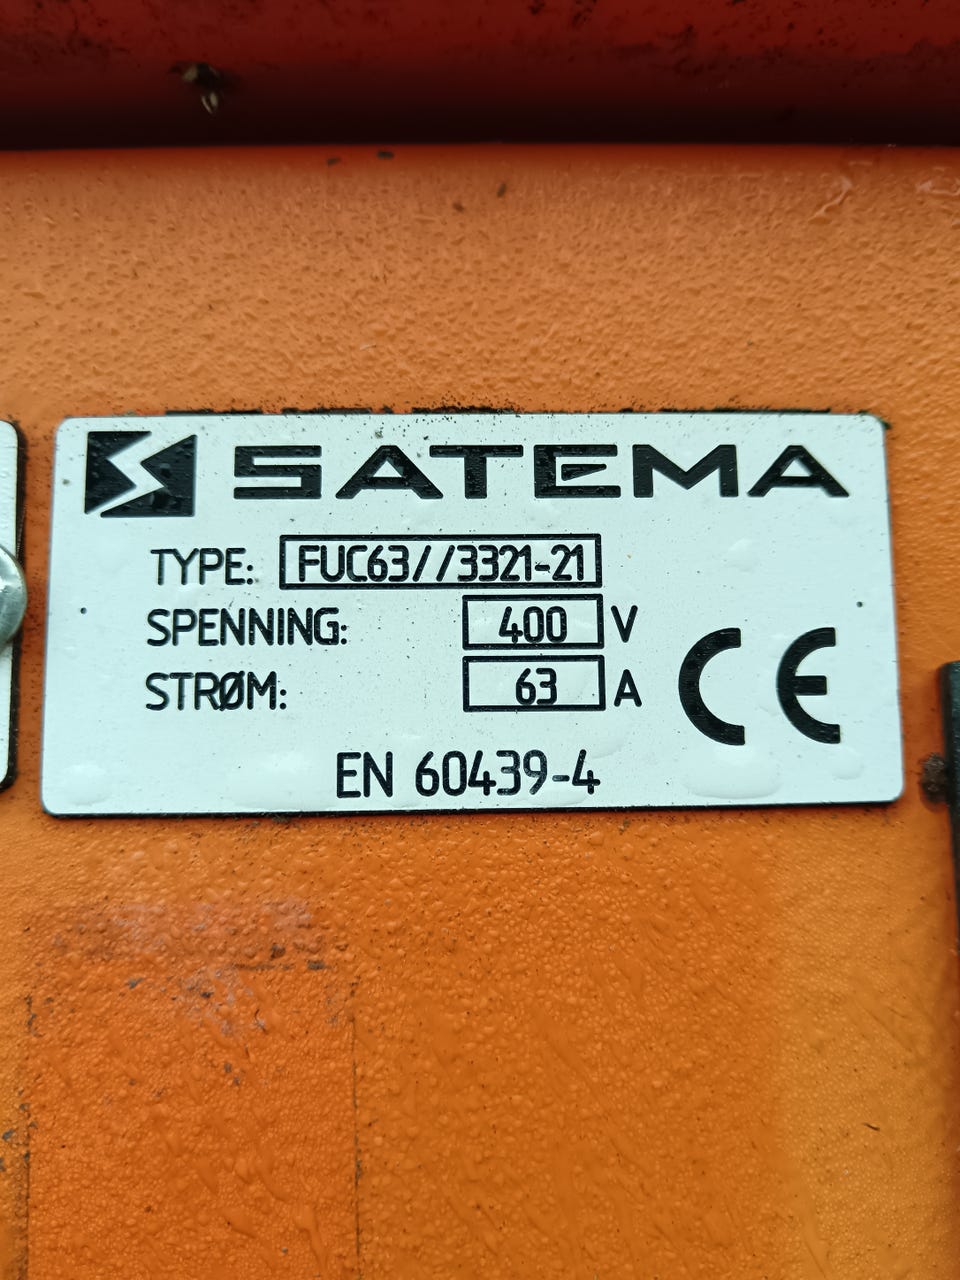 SATEMA
TYPE: FUC63//3321-21
SPENNING: 400 V
STRØM: 63 A
CE
EN 60439-4